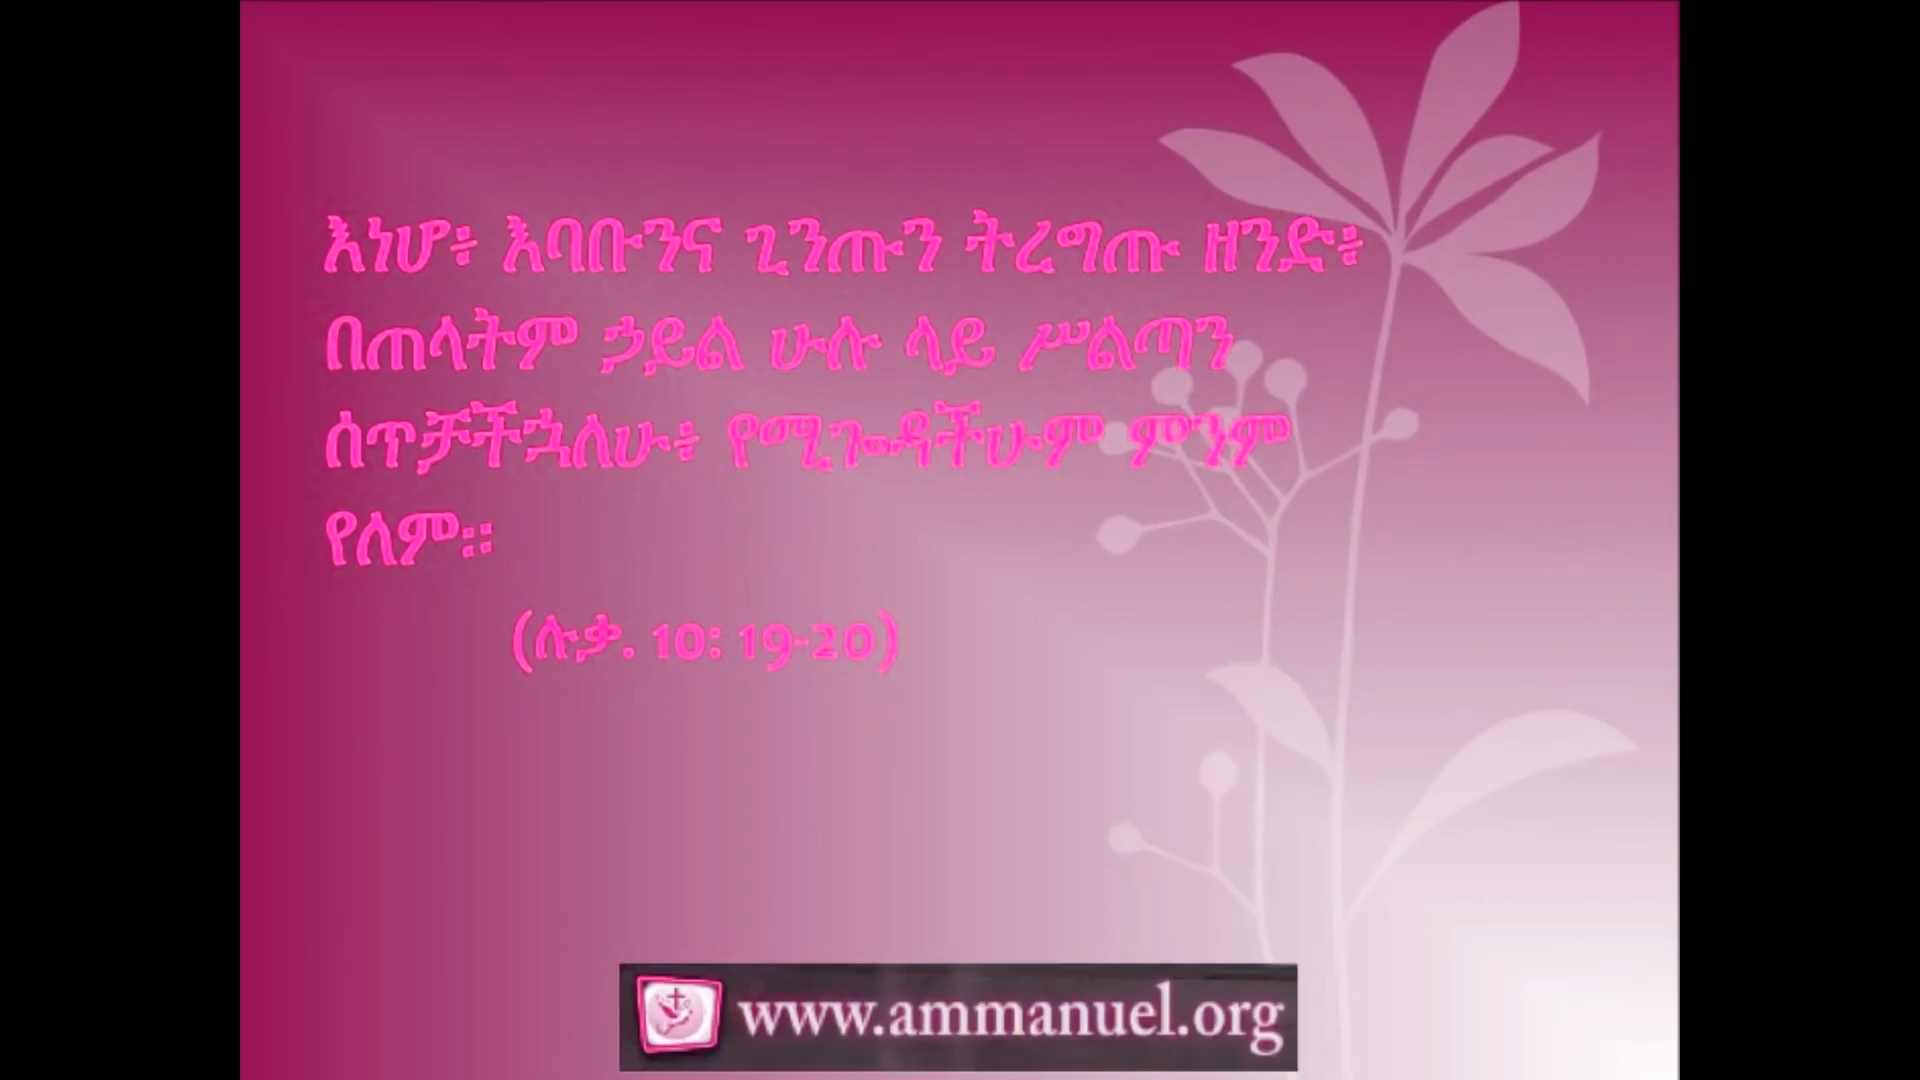 እነሆ፥ እባቡንና ጊንጡን ትረግጡ ዘንድ፥
በጠላትም ኃይል ሁሉ ላይ ሥልጣን
ሰጥቻችኋለሁ፥ የሚጐዳችሁም ምንም
የለም።
(ሉቃ. 10፡ 19-20)
www.ammanuel.org